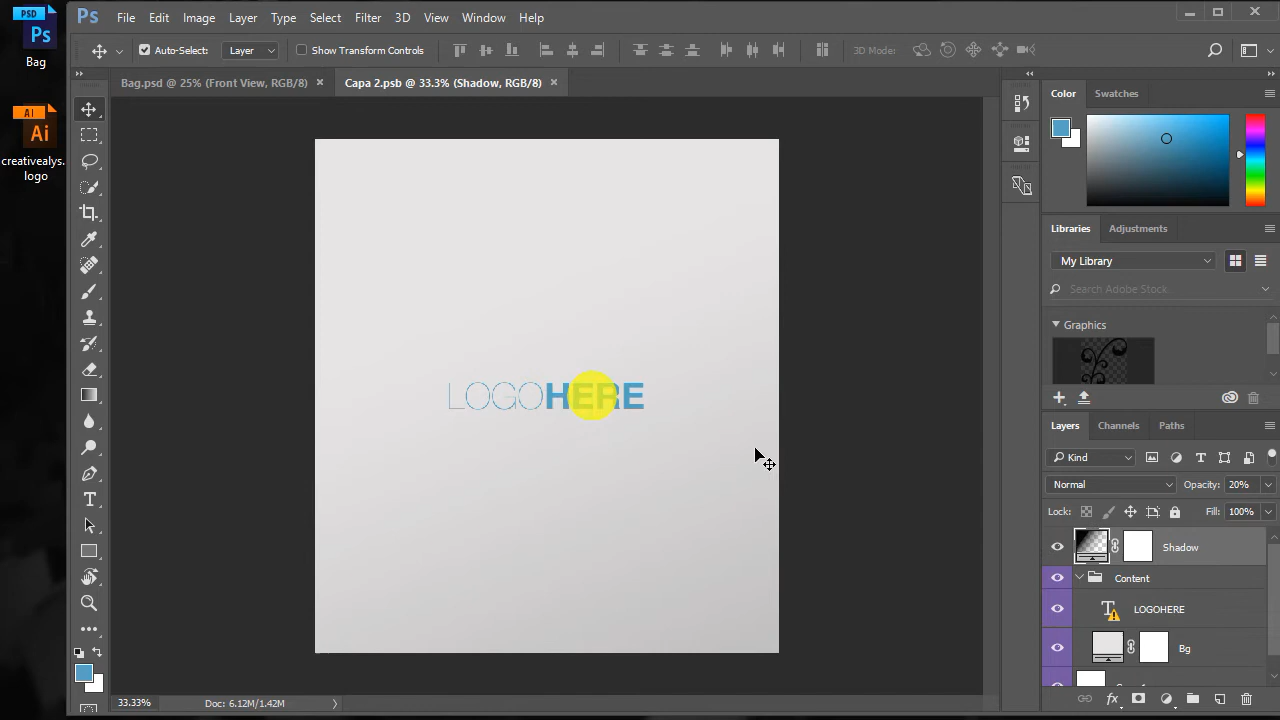 PSD
Ps
Bag
AI
Ai
creativealys.
logo
Ps File Edit Image Layer Type Select Filter 3D View Window Help
Auto-Select: Layer Show Transform Controls 3D Mode:
Bag.psd @ 25% (Front View, RGB/8) Capa 2.psb @ 33.3% (Shadow, RGB/8)
LOGOHERE
Color Swatches
Libraries Adjustments
My Library
Search Adobe Stock...
Graphics
Layers Channels Paths
Kind
Normal Opacity: 20%
Lock: Fill: 100%
Shadow
Content
LOGOHERE
Bg
33.33% Doc: 6.12M/1.42M